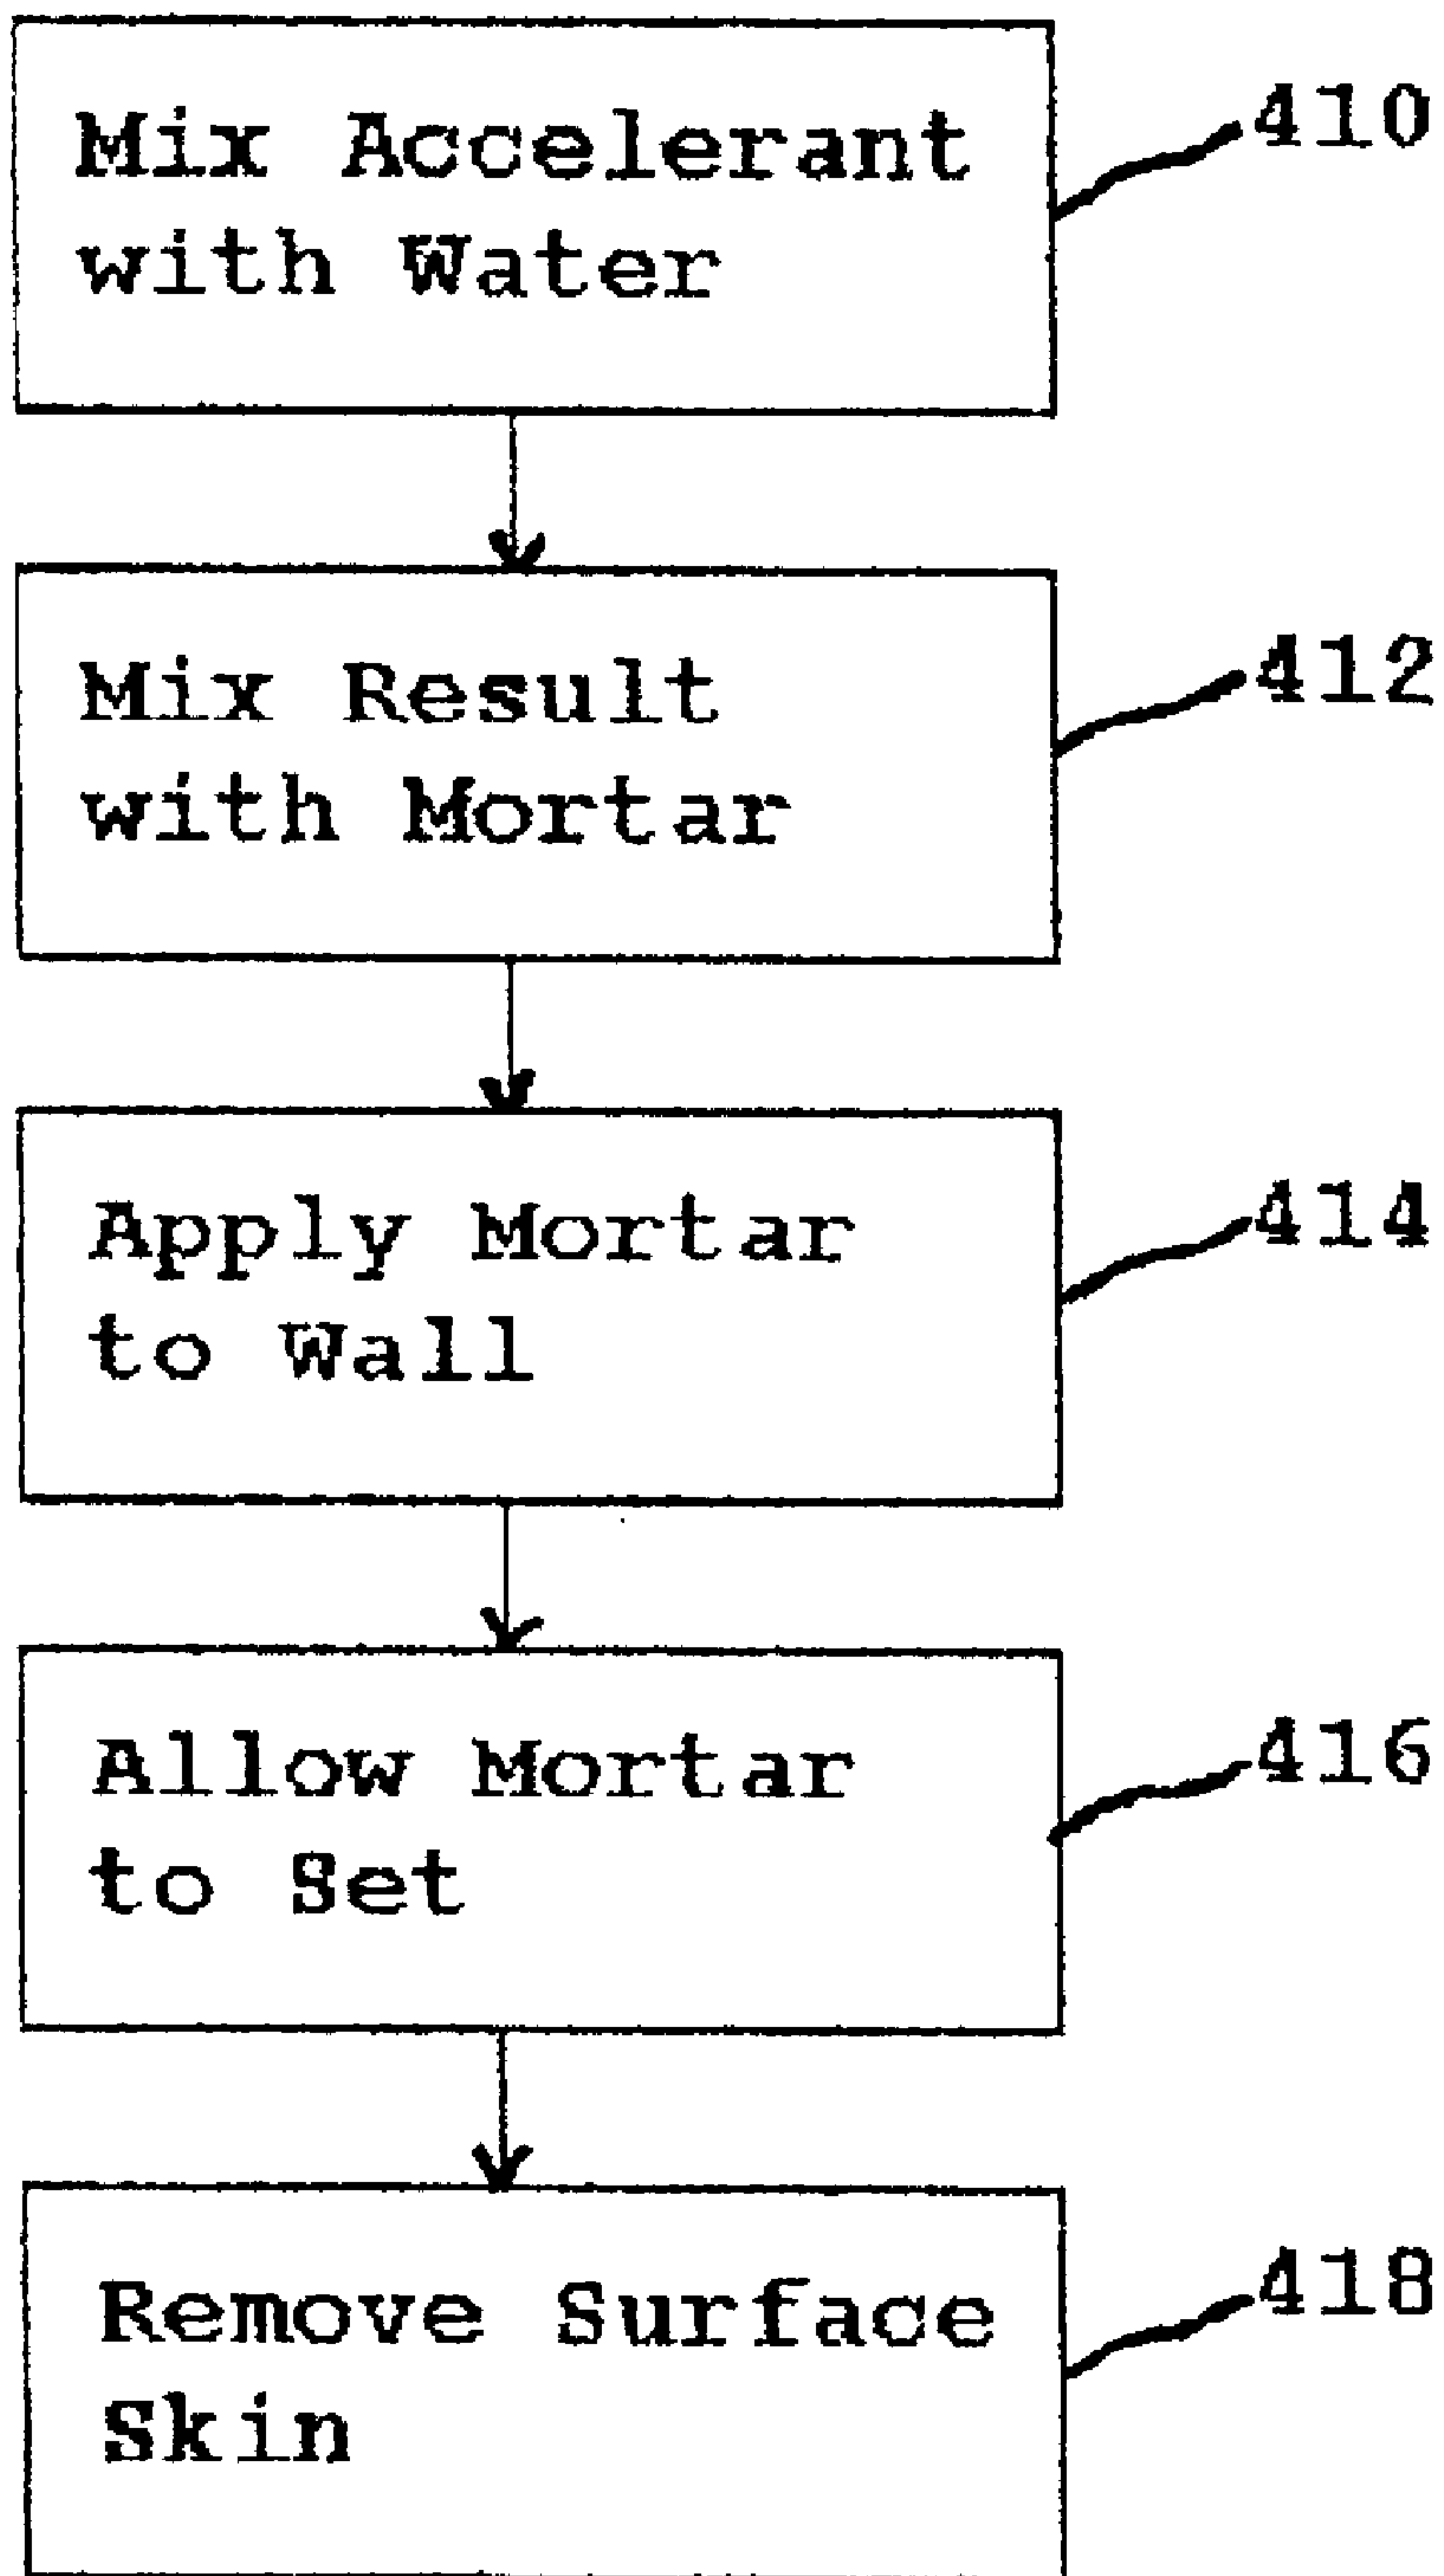 Mix Accelerant
with Water
410
Mix Result
with Mortar
412
Apply Mortar
to Wall
414
Allow Mortar
to Set
416
Remove Surface
Skin
418